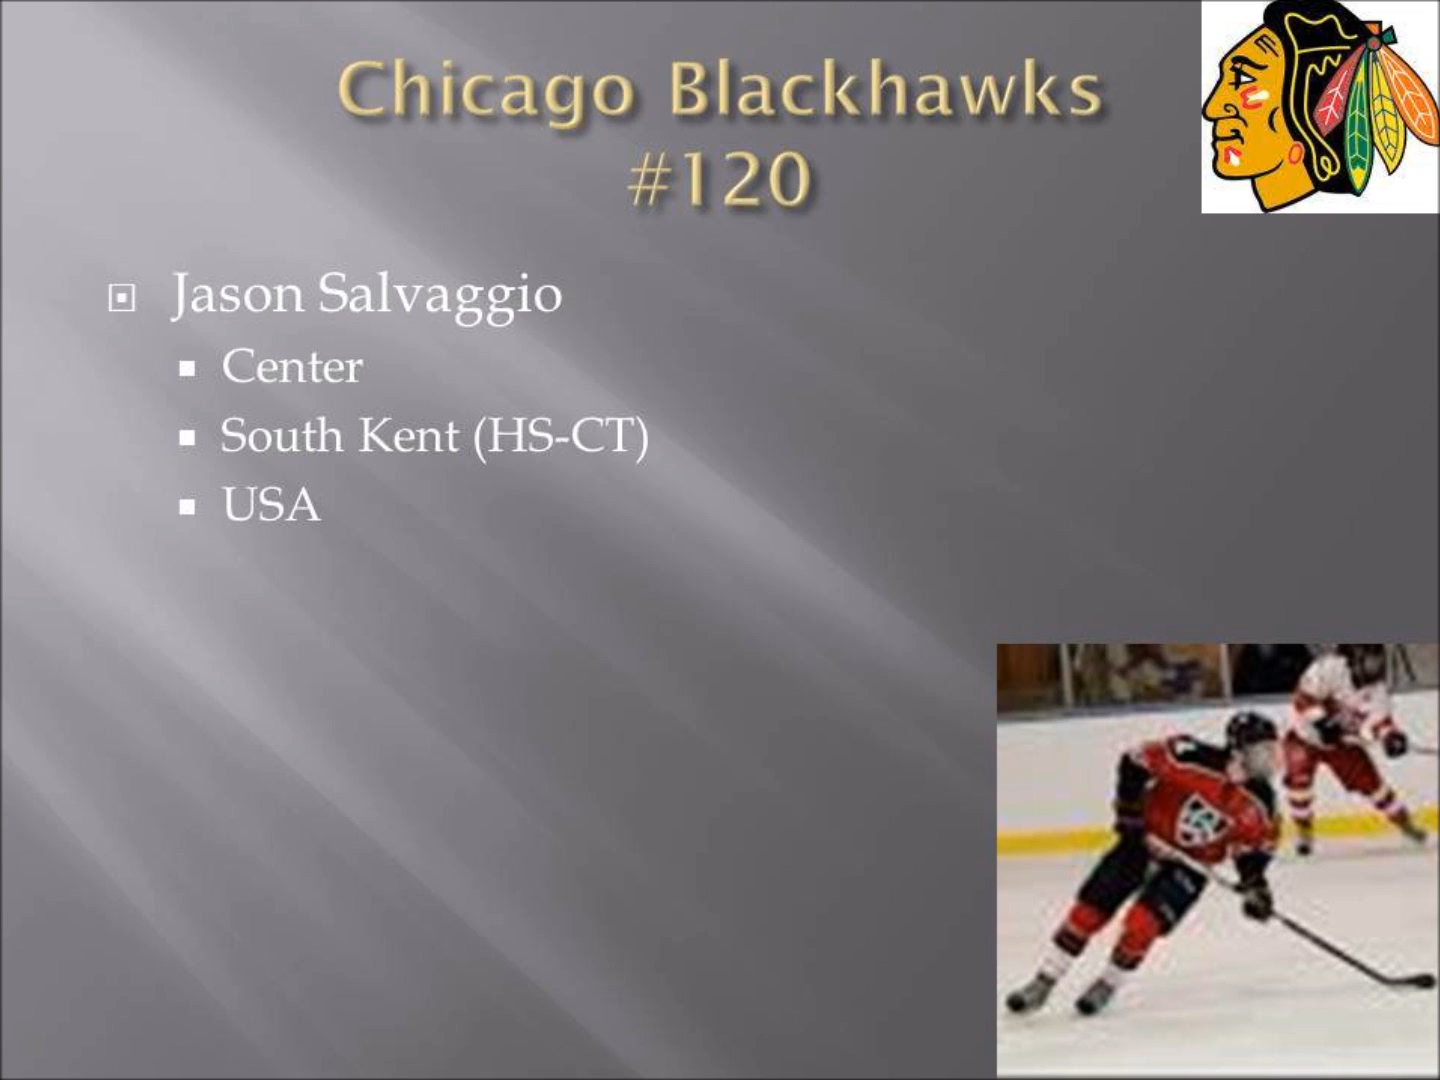 Chicago Blackhawks
#120
Jason Salvaggio
Center
South Kent (HS-CT)
USA